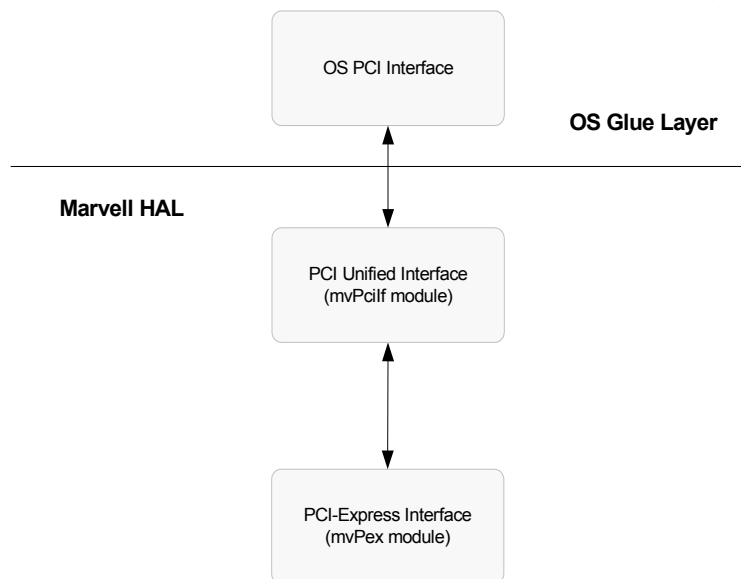 OS PCI Interface
OS Glue Layer
Marvell HAL
PCI Unified Interface
(mvPciIf module)
PCI-Express Interface
(mvPex module)